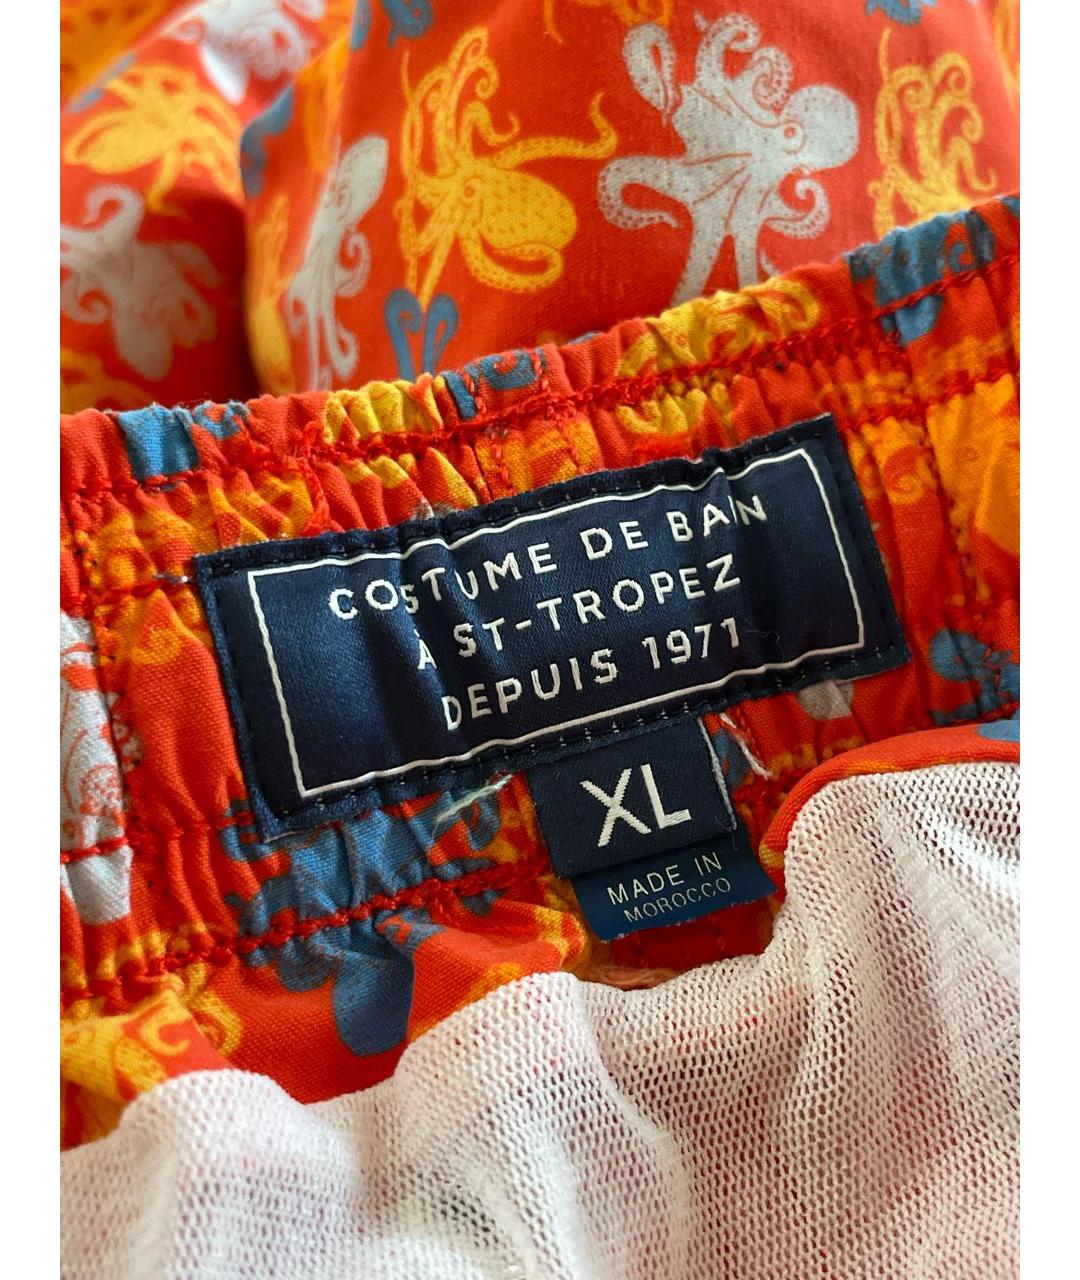 COSTUME DE BAIN
À ST-TROPEZ
DEPUIS 1971
XL
MADE IN
MOROCCO